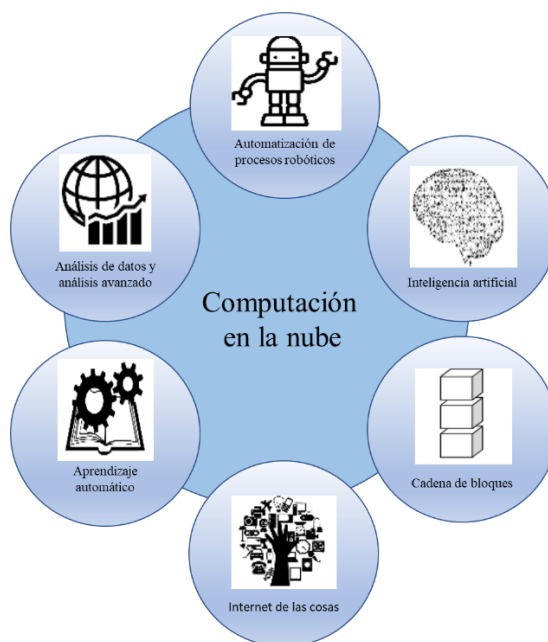 Automatización de
procesos robóticos
Análisis de datos y
análisis avanzado
Inteligencia artificial
Computación
en la nube
Aprendizaje
automático
Cadena de bloques
Internet de las cosas